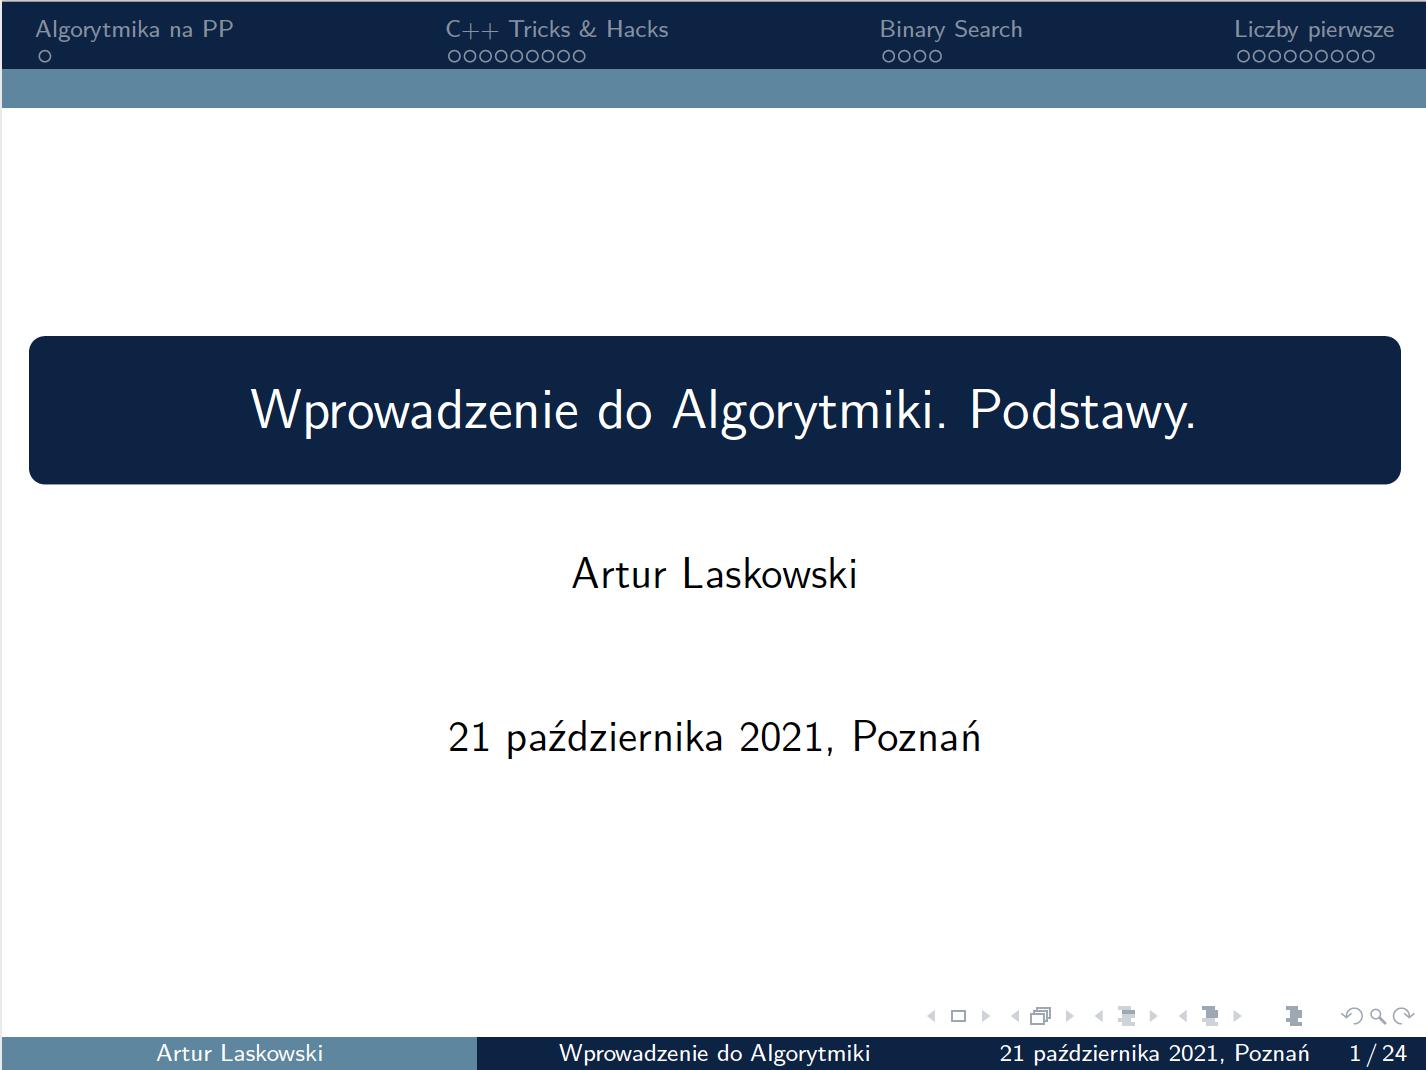 Algorytmika na PP
C++ Tricks & Hacks
Binary Search
Liczby pierwsze
Wprowadzenie do Algorytmiki. Podstawy.
Artur Laskowski
21 października 2021, Poznań
Artur Laskowski
Wprowadzenie do Algorytmiki
21 października 2021, Poznań
1 / 24